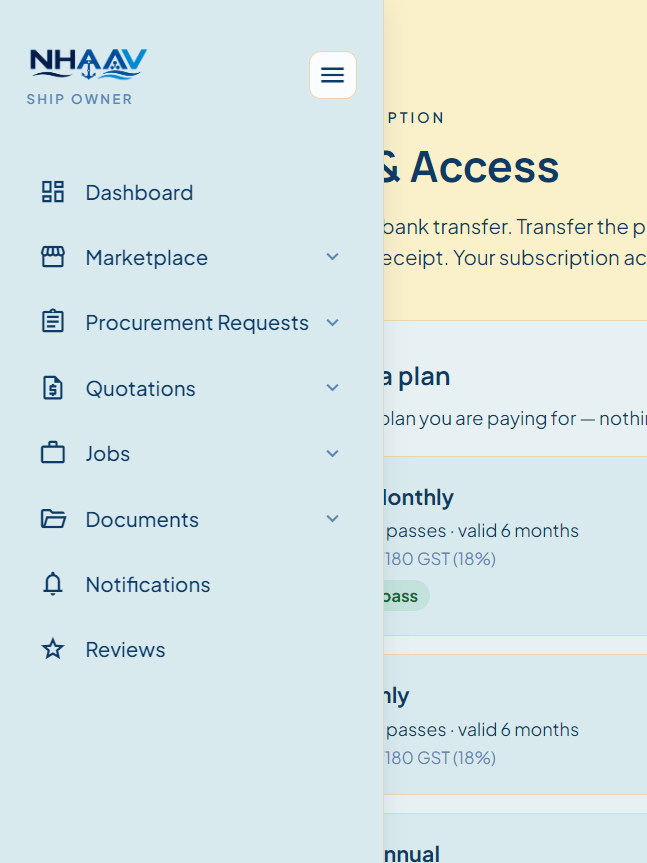 NHAAV
SHIP OWNER
Dashboard
Marketplace
Procurement Requests
Quotations
Jobs
Documents
Notifications
Reviews
PTION
& Access
bank transfer. Transfer the p
eceipt. Your subscription ac
a plan
plan you are paying for — nothi
onthly
passes · valid 6 months
180 GST (18%)
pass
nly
passes · valid 6 months
180 GST (18%)
nnual